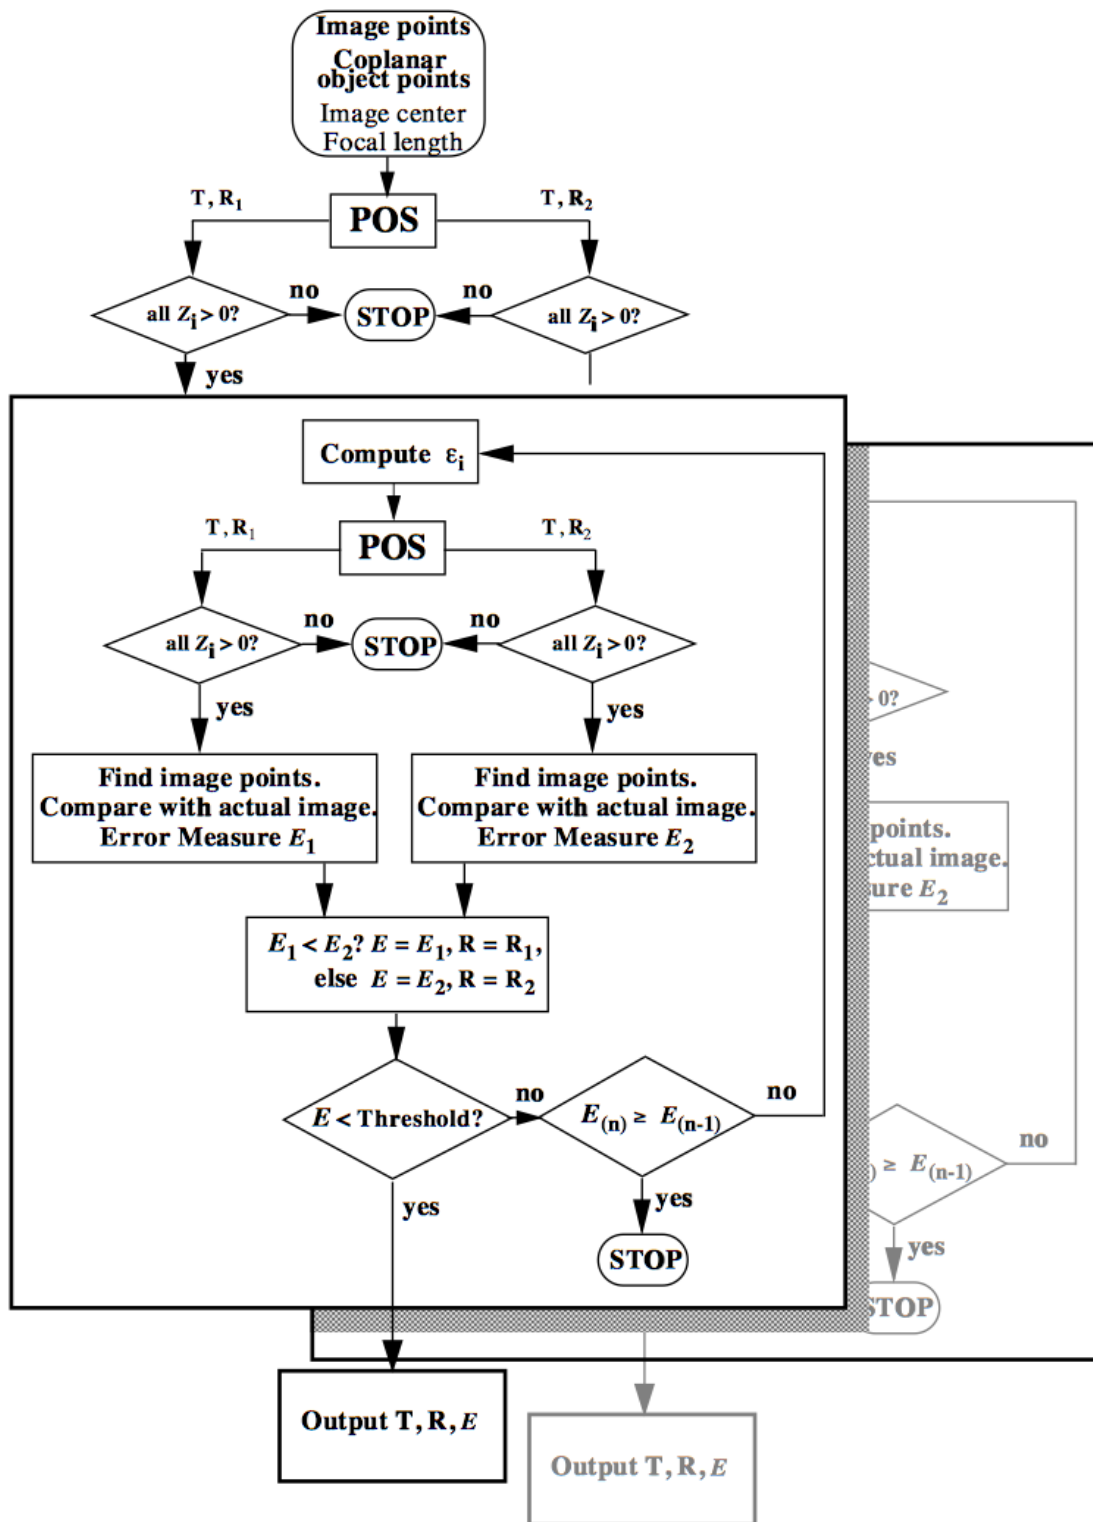 Image points
Coplanar
object points
Image center
Focal length
T, R₁
T, R₂
POS
all Zᵢ > 0?
no
STOP
no
all Zᵢ > 0?
yes
Compute εᵢ
T, R₁
T, R₂
POS
all Zᵢ > 0?
no
STOP
no
all Zᵢ > 0?
yes
yes
Find image points.
Compare with actual image.
Error Measure E₁
Find image points.
Compare with actual image.
Error Measure E₂
E₁ < E₂? E = E₁, R = R₁,
else E = E₂, R = R₂
E < Threshold?
no
E(n) ≥ E(n-1)
no
yes
yes
STOP
Output T, R, E
> 0?
yes
points.
ctual image.
ure E₂
) ≥ E(n-1)
no
yes
STOP
Output T, R, E